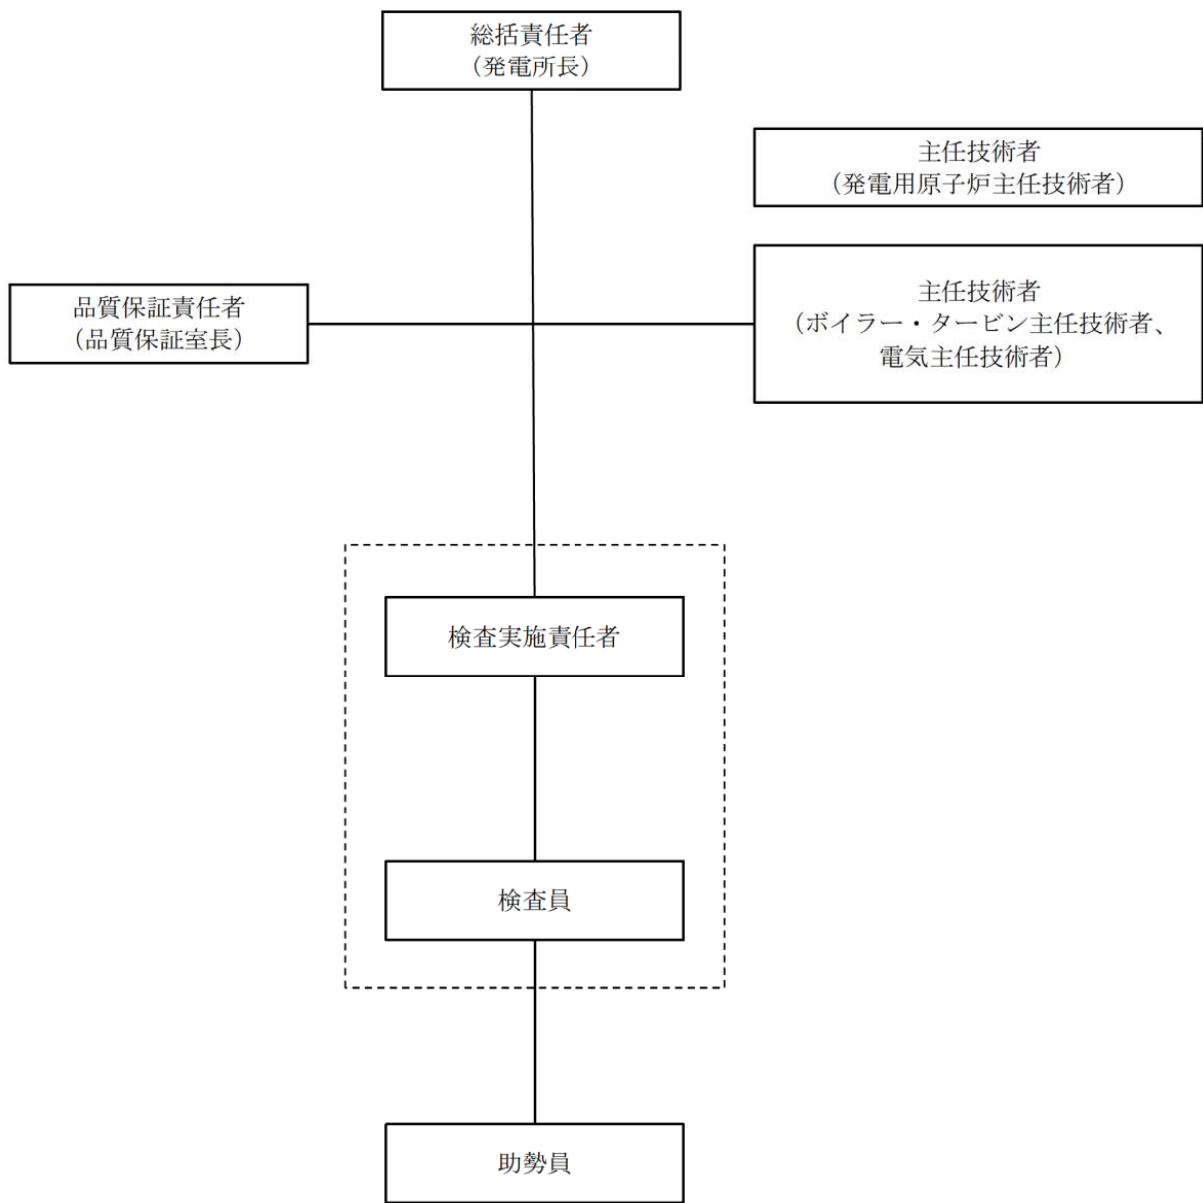 総括責任者
（発電所長）
主任技術者
（発電用原子炉主任技術者）
品質保証責任者
（品質保証室長）
主任技術者
（ボイラー・タービン主任技術者、
電気主任技術者）
検査実施責任者
検査員
助勢員